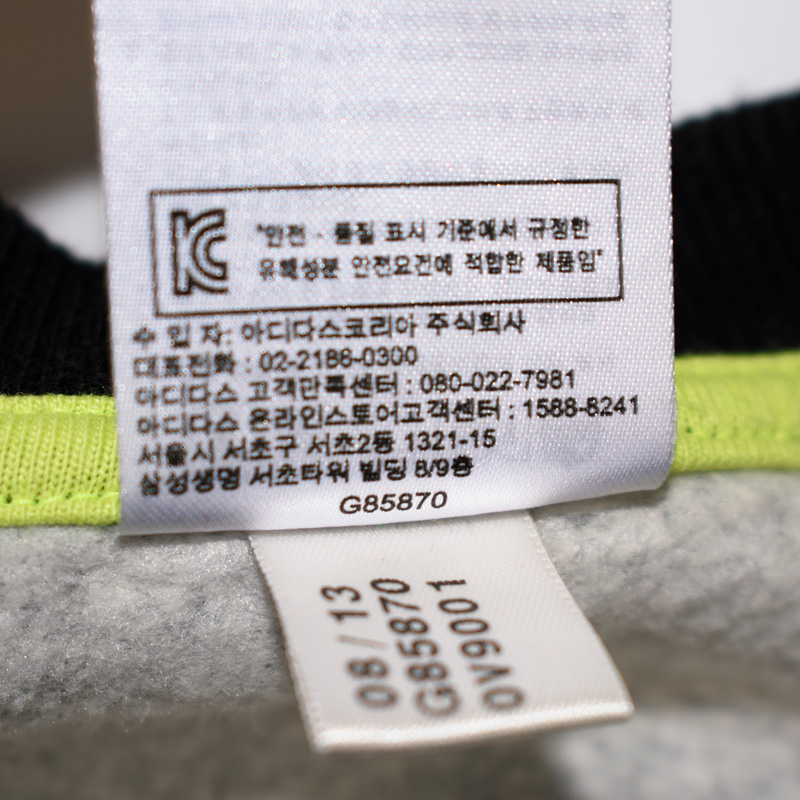 KC
"안전 · 품질 표시 기준에서 규정한
유해성분 안전요건에 적합한 제품임"
수 입 자: 아디다스코리아 주식회사
대표전화 : 02-2186-0300
아디다스 고객만족센터 : 080-022-7981
아디다스 온라인스토어고객센터 : 1588-8241
서울시 서초구 서초2동 1321-15
삼성생명 서초타워 빌딩 8/9층
G85870
08/13
G85870
0V9001